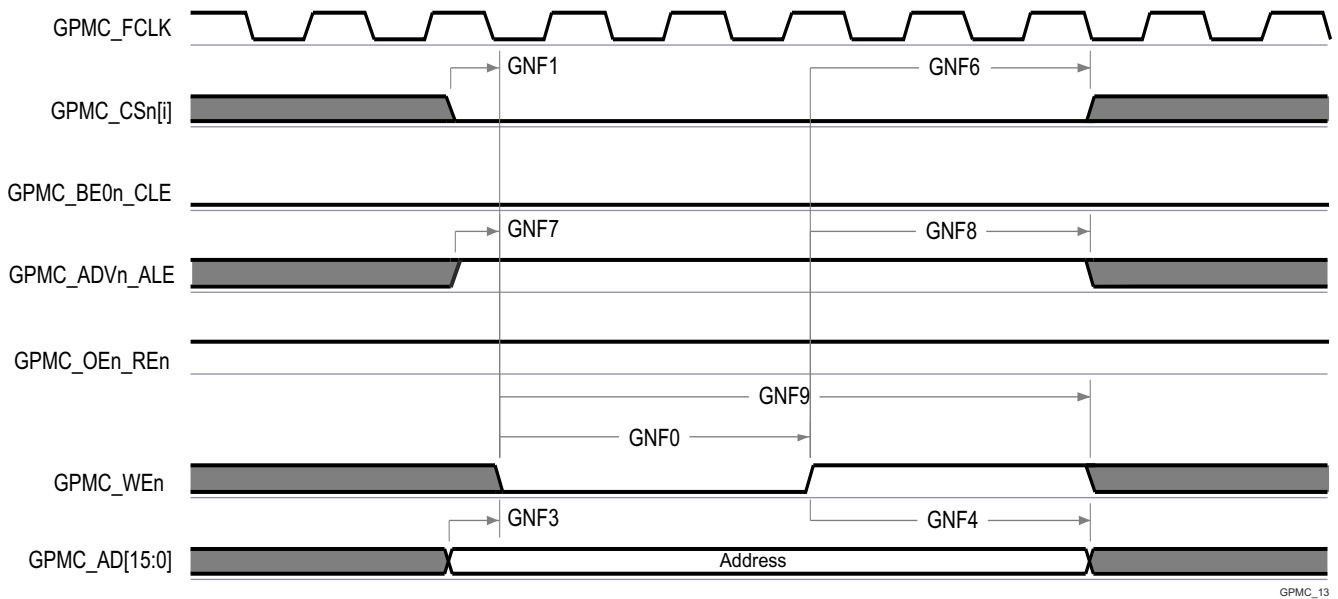 GPMC_FCLK
GNF1
GNF6
GPMC_CSn[i]
GPMC_BE0n_CLE
GNF7
GNF8
GPMC_ADVn_ALE
GPMC_OEn_REn
GNF9
GNF0
GPMC_WEn
GNF3
GNF4
GPMC_AD[15:0]
Address
GPMC_13